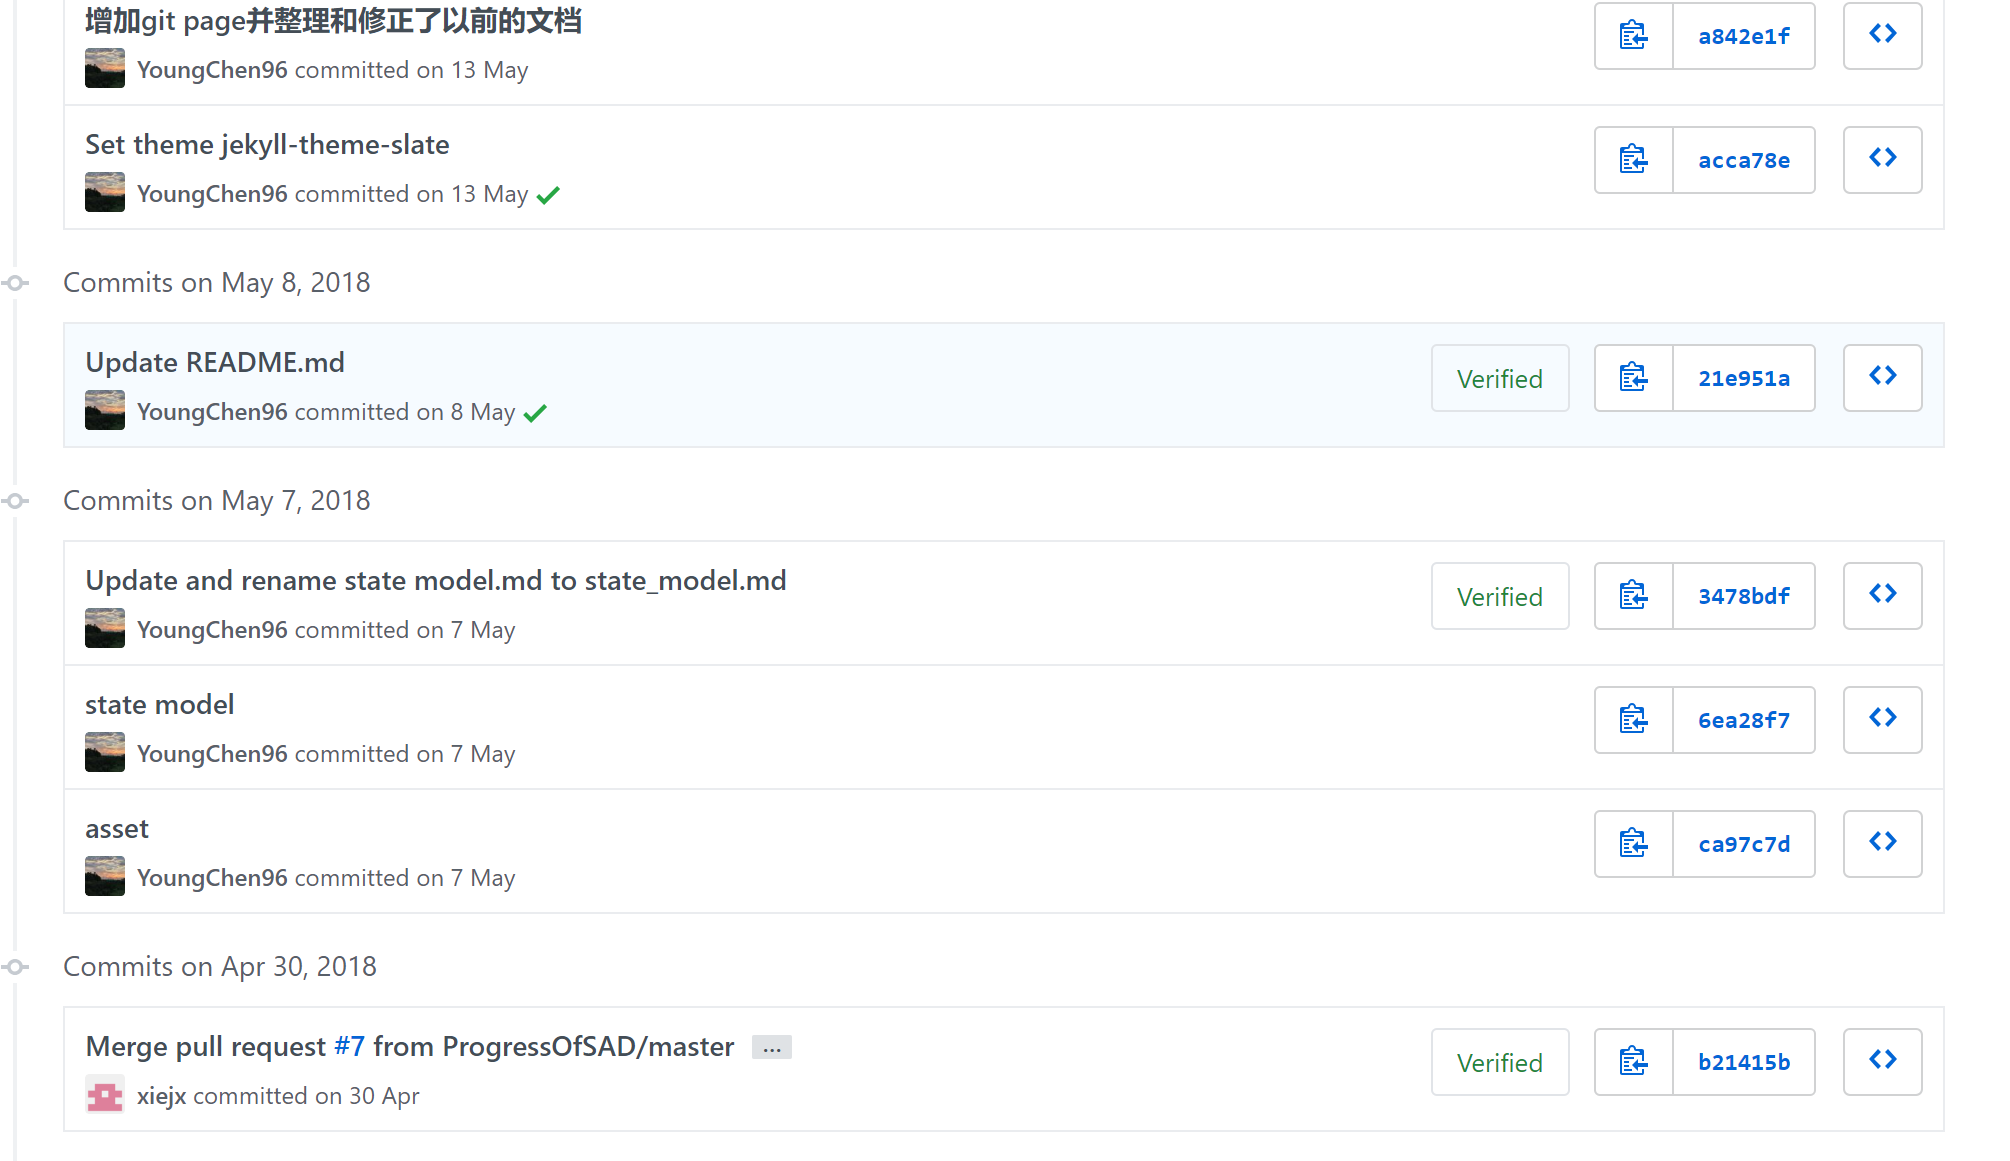 增加git page并整理和修正了以前的文档
a842e1f
YoungChen96 committed on 13 May
Set theme jekyll-theme-slate
acca78e
YoungChen96 committed on 13 May
Commits on May 8, 2018
Update README.md
Verified
21e951a
YoungChen96 committed on 8 May
Commits on May 7, 2018
Update and rename state model.md to state_model.md
Verified
3478bdf
YoungChen96 committed on 7 May
state model
6ea28f7
YoungChen96 committed on 7 May
asset
ca97c7d
YoungChen96 committed on 7 May
Commits on Apr 30, 2018
Merge pull request #7 from ProgressOfSAD/master …
Verified
b21415b
xiejx committed on 30 Apr